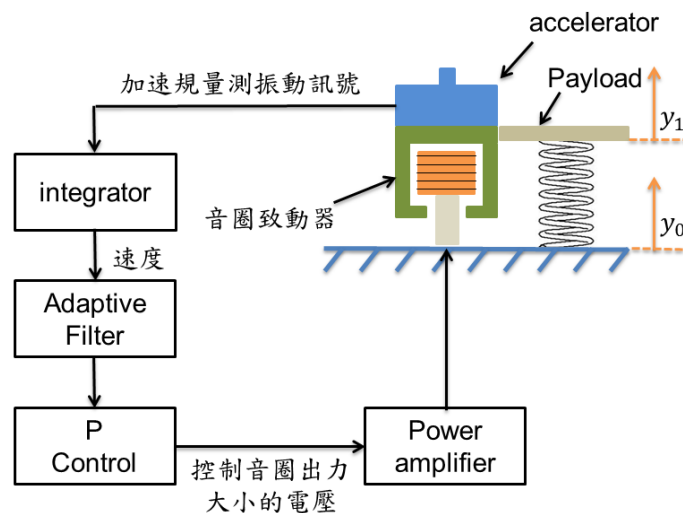 accelerator
加速規量測振動訊號
Payload
y₁
integrator
音圈致動器
y₀
速度
Adaptive
Filter
P
Control
控制音圈出力
大小的電壓
Power
amplifier